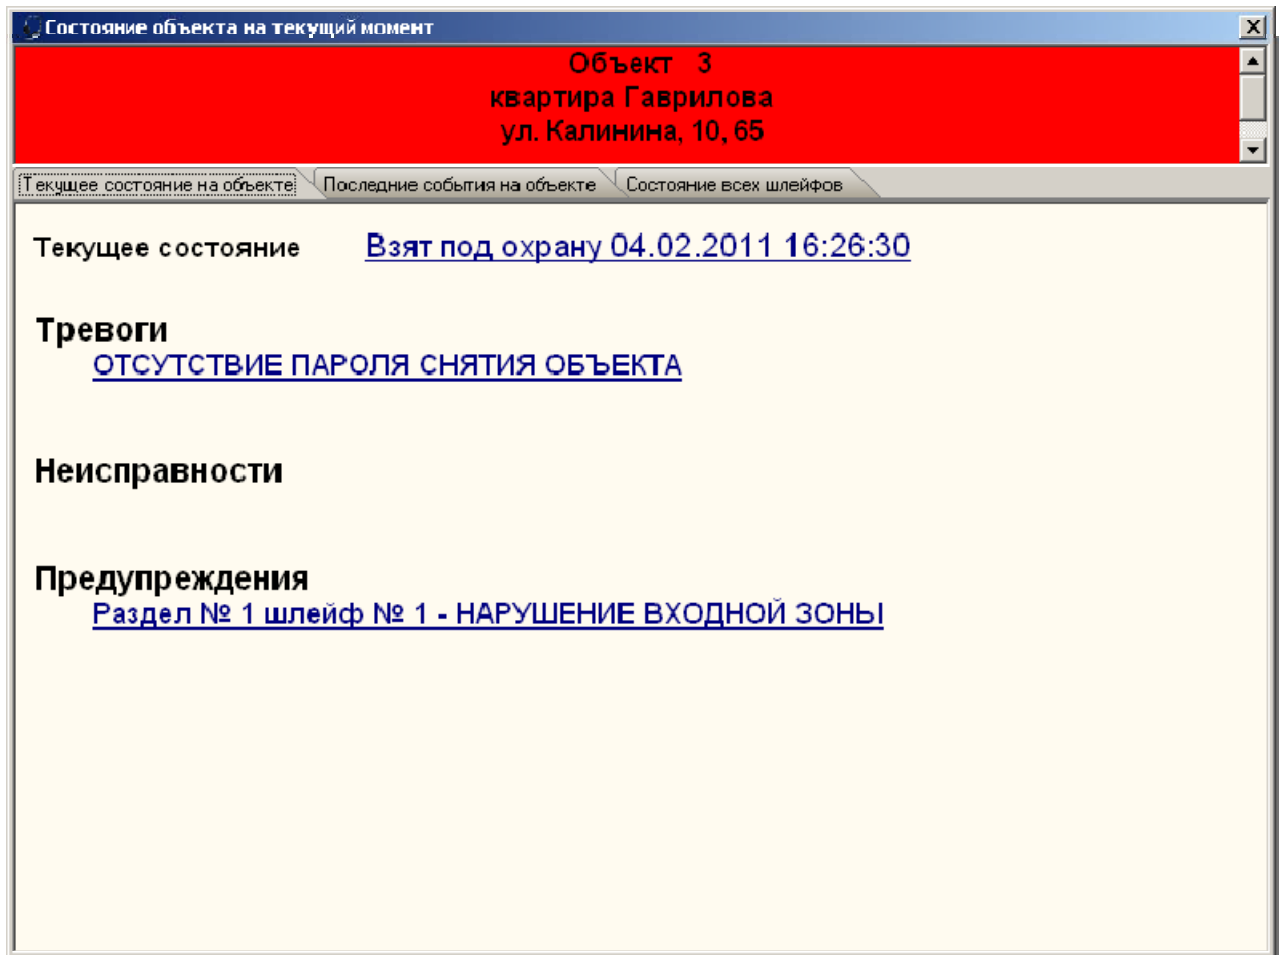 Состояние объекта на текущий момент
Объект 3
квартира Гаврилова
ул. Калинина, 10, 65
Текущее состояние на объекте Последние события на объекте Состояние всех шлейфов
Текущее состояние Взят под охрану 04.02.2011 16:26:30
Тревоги
ОТСУТСТВИЕ ПАРОЛЯ СНЯТИЯ ОБЪЕКТА
Неисправности
Предупреждения
Раздел № 1 шлейф № 1 - НАРУШЕНИЕ ВХОДНОЙ ЗОНЫ